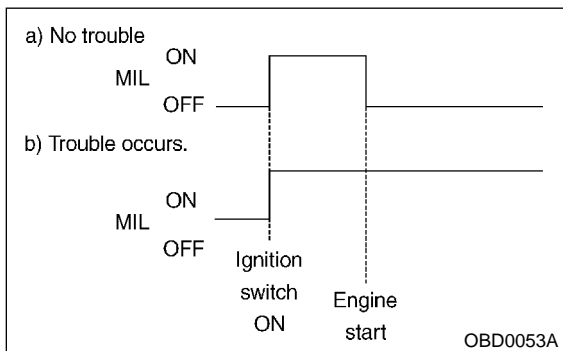 a) No trouble
ON
MIL
OFF
b) Trouble occurs.
ON
MIL
OFF
Ignition
switch
ON
Engine
start
OBD0053A